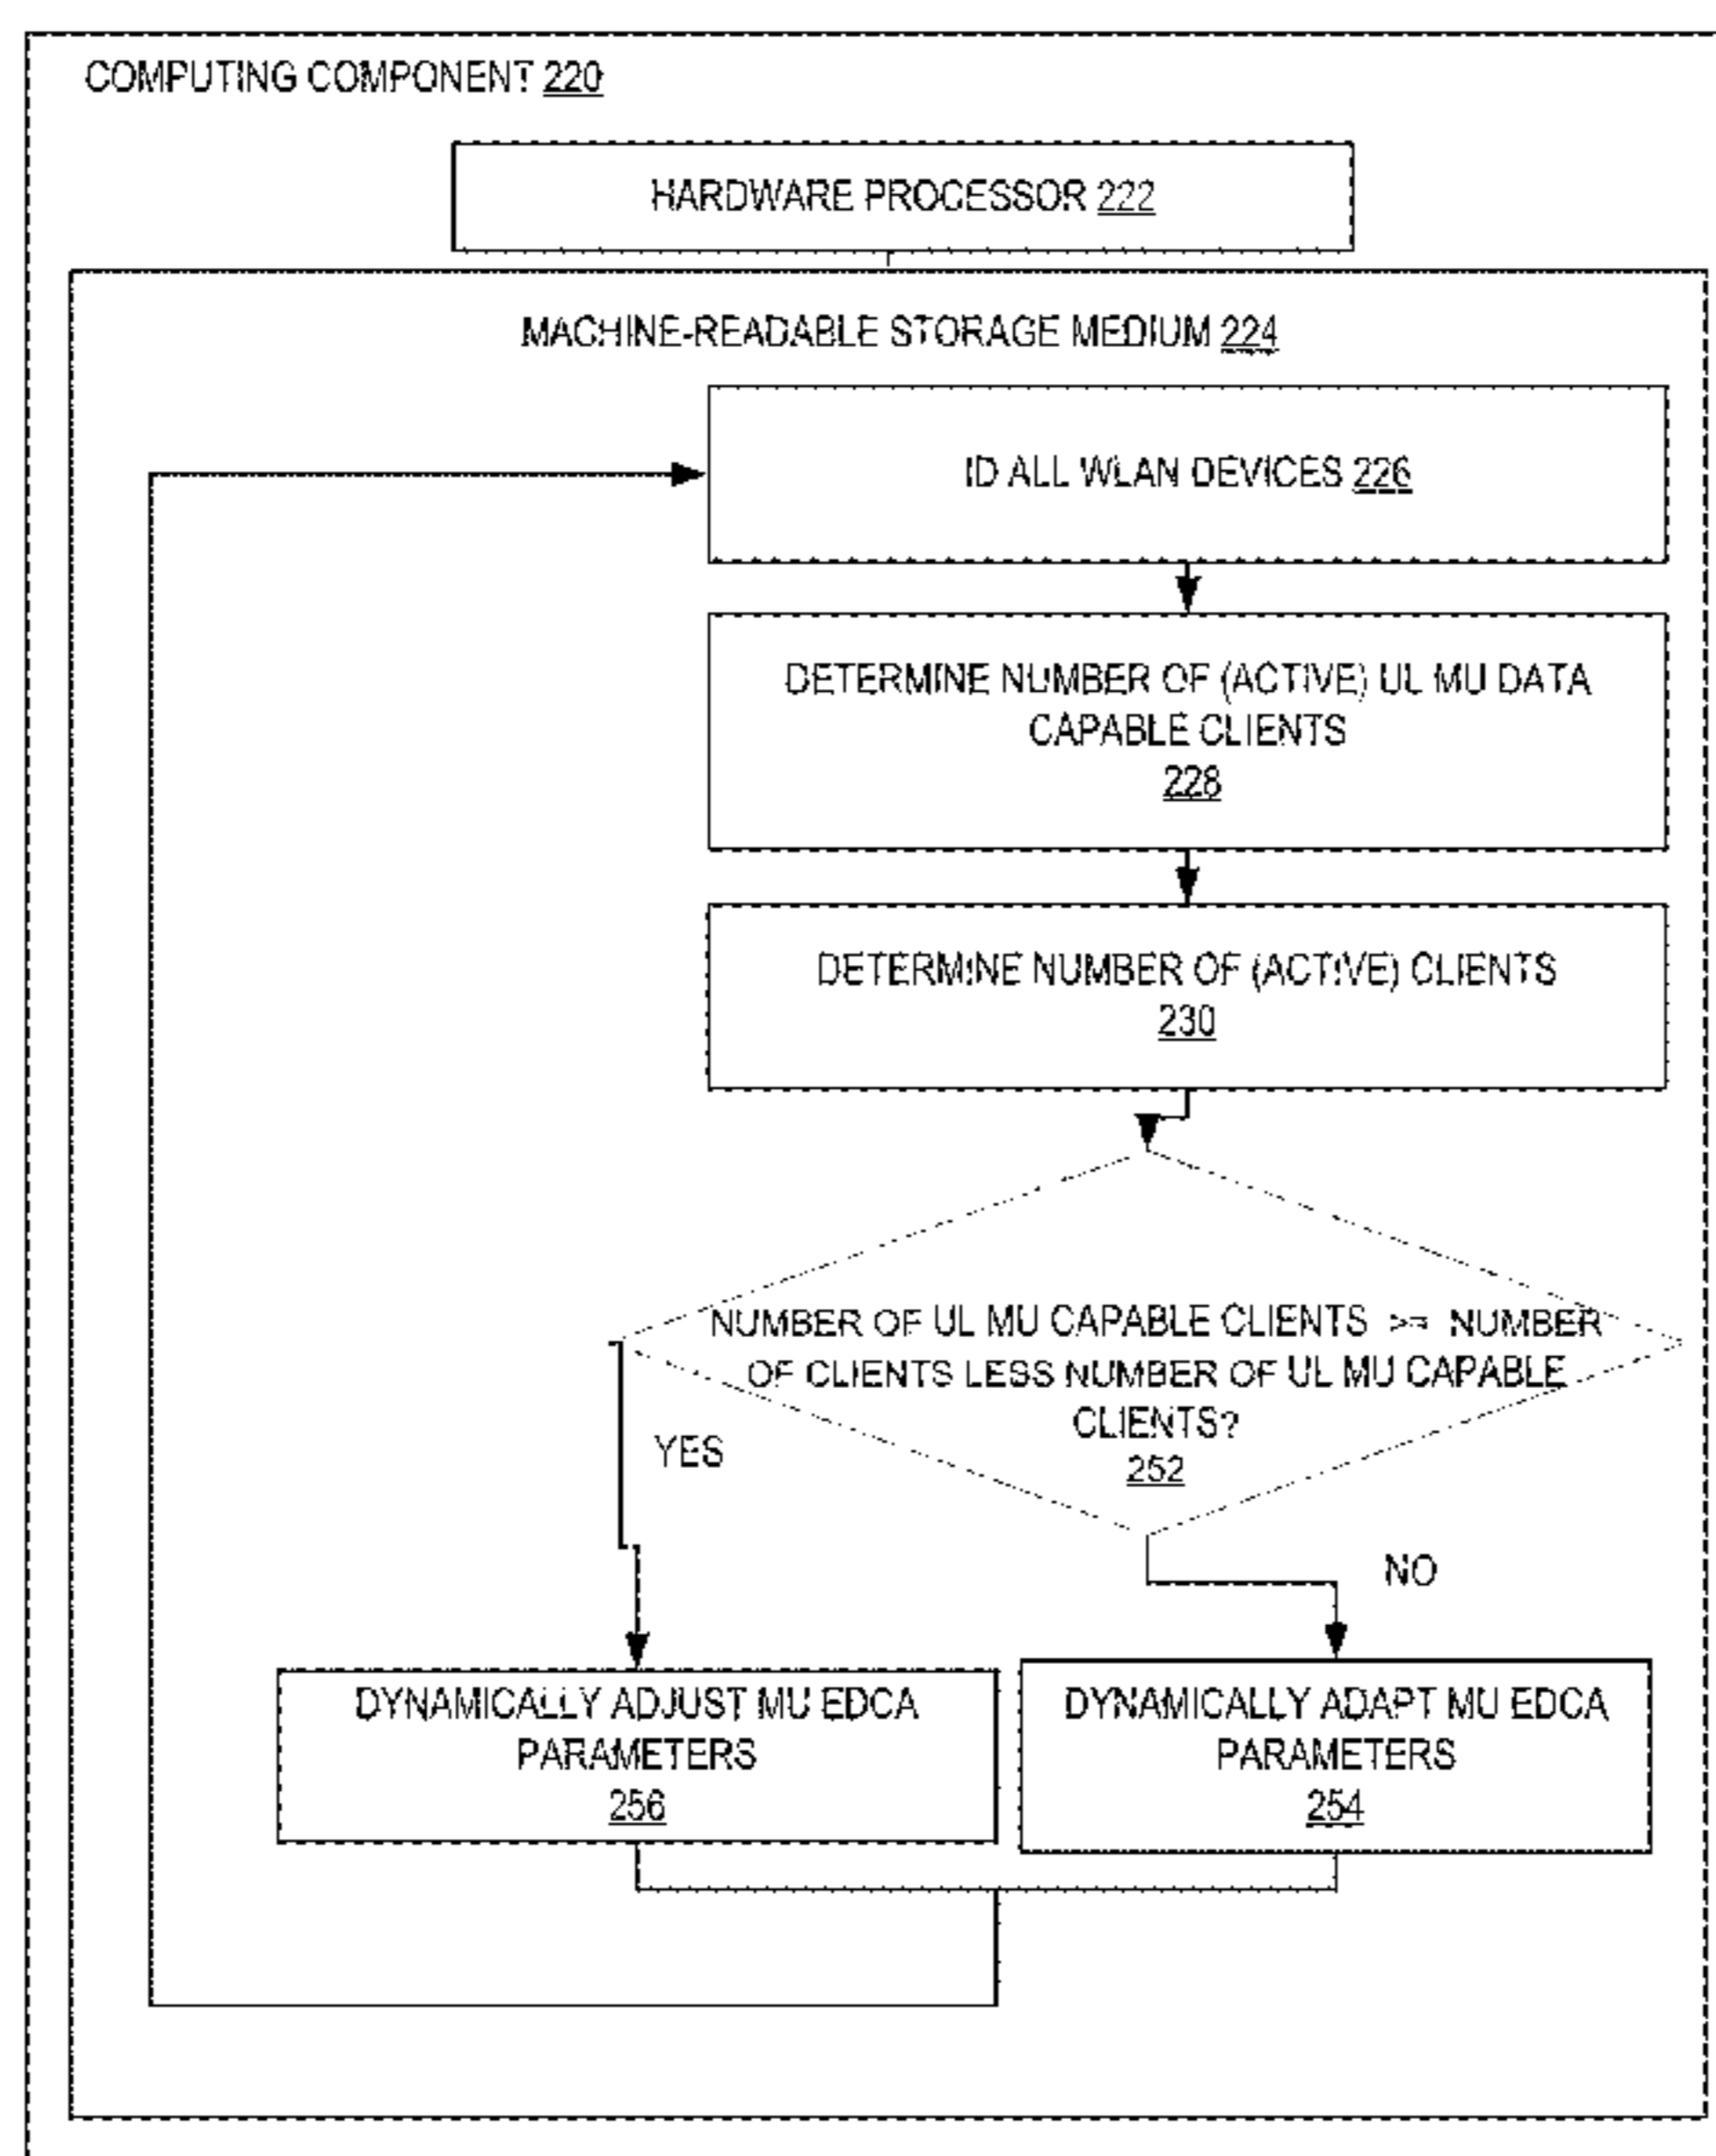 COMPUTING COMPONENT 220
HARDWARE PROCESSOR 222
MACHINE-READABLE STORAGE MEDIUM 224
ID ALL WLAN DEVICES 226
DETERMINE NUMBER OF (ACTIVE) UL MU DATA
CAPABLE CLIENTS
228
DETERMINE NUMBER OF (ACTIVE) CLIENTS
230
NUMBER OF UL MU CAPABLE CLIENTS >= NUMBER
OF CLIENTS LESS NUMBER OF UL MU CAPABLE
CLIENTS?
252
YES
NO
DYNAMICALLY ADJUST MU EDCA
PARAMETERS
256
DYNAMICALLY ADAPT MU EDCA
PARAMETERS
254